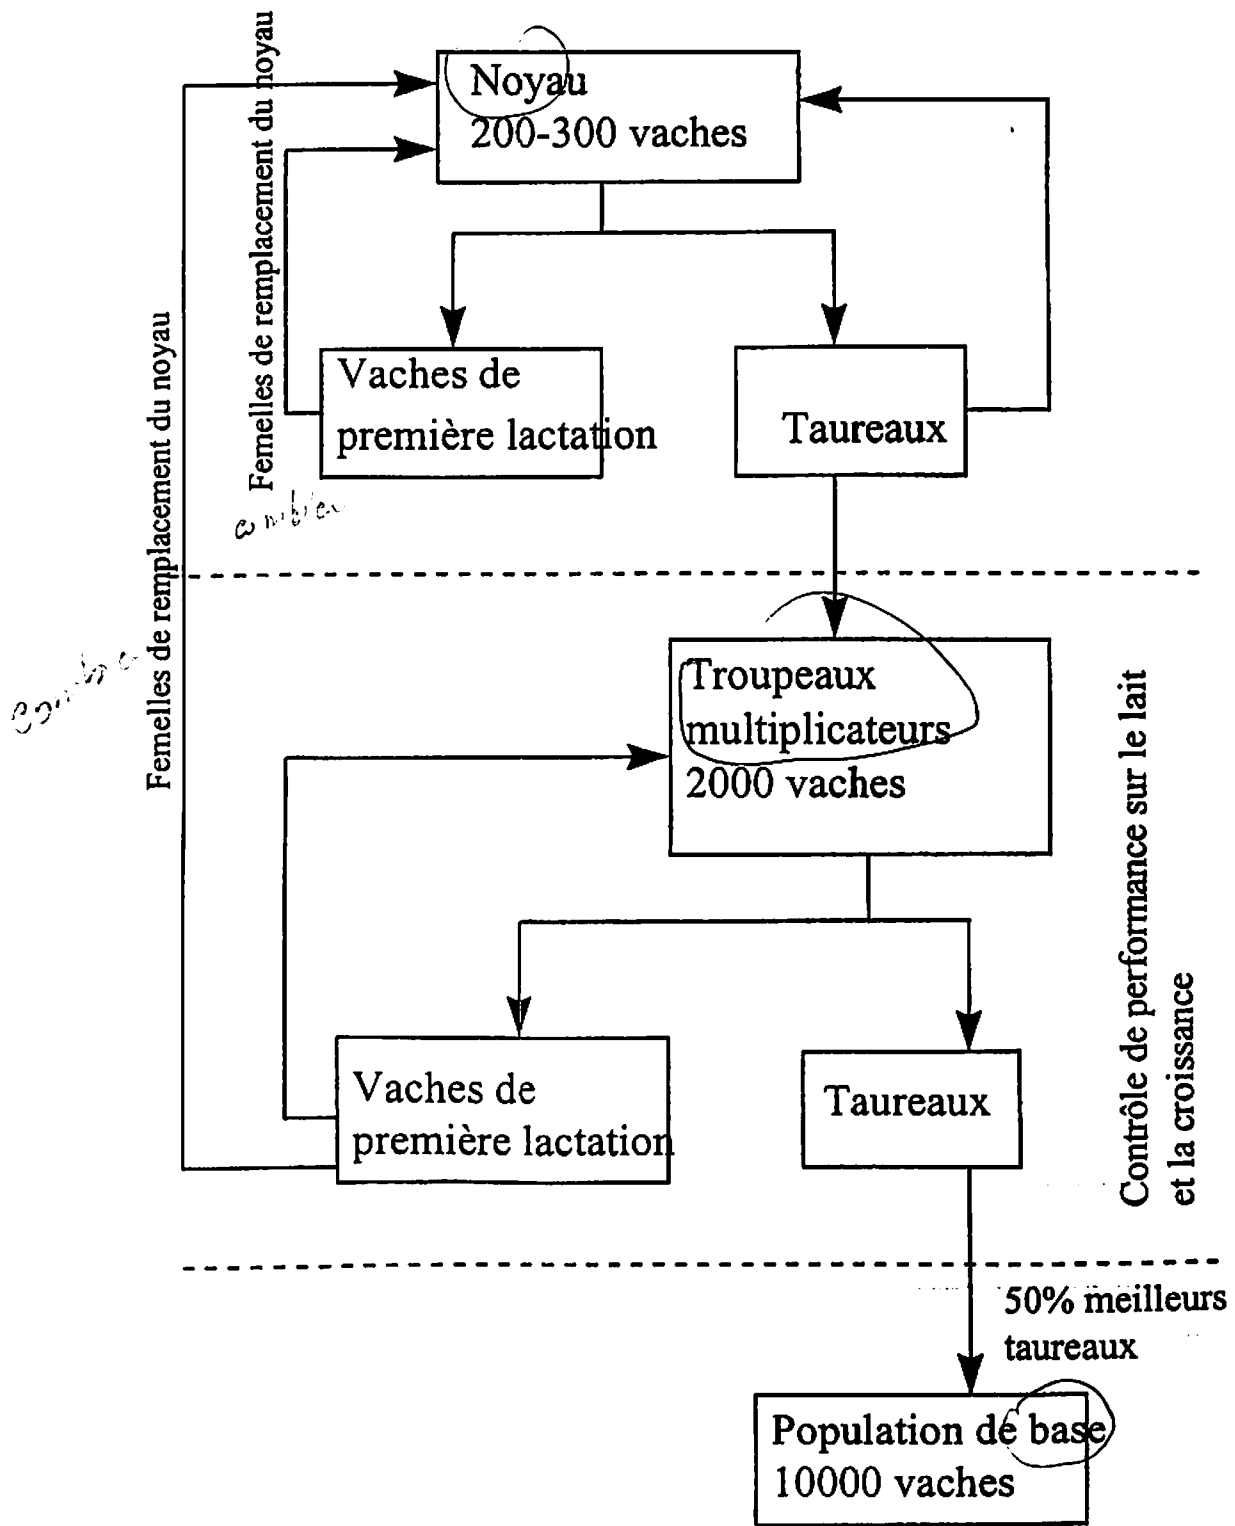 Femelles de remplacement du noyau
Noyau
200-300 vaches
Femelles de remplacement du noyau
Vaches de
première lactation
Taureaux
Troupeaux
multiplicateurs
2000 vaches
Contrôle de performance sur le lait
et la croissance
Vaches de
première lactation
Taureaux
50% meilleurs
taureaux
Population de base
10000 vaches